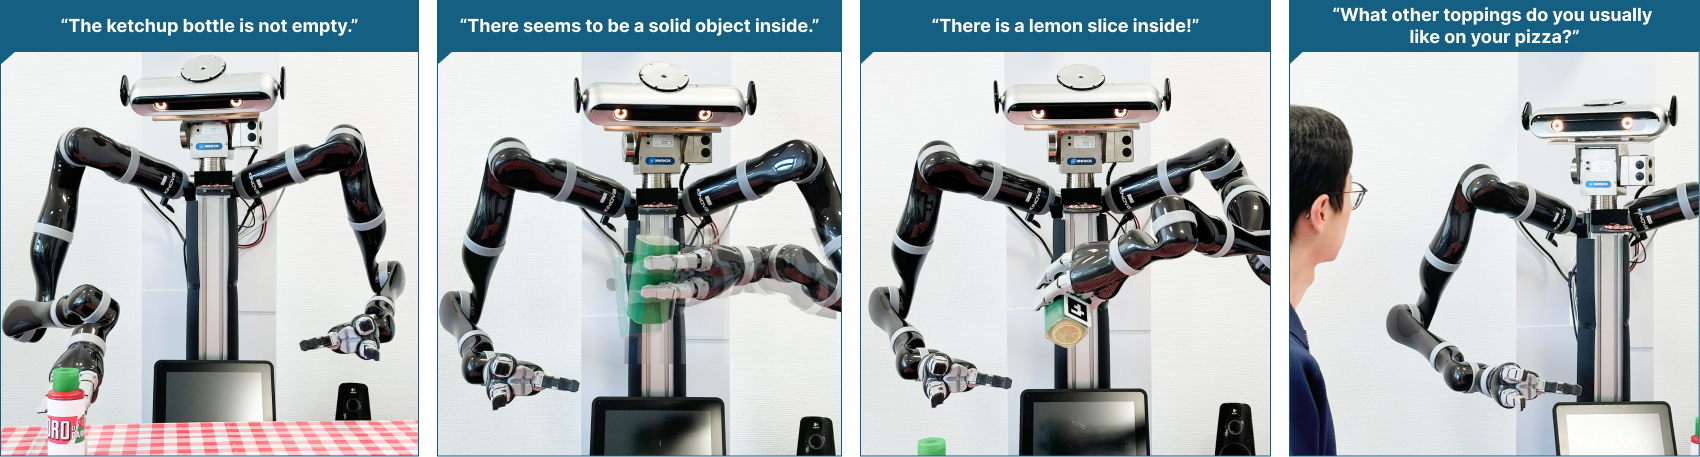 “The ketchup bottle is not empty.”
“There seems to be a solid object inside.”
“There is a lemon slice inside!”
“What other toppings do you usually
like on your pizza?”
ORO